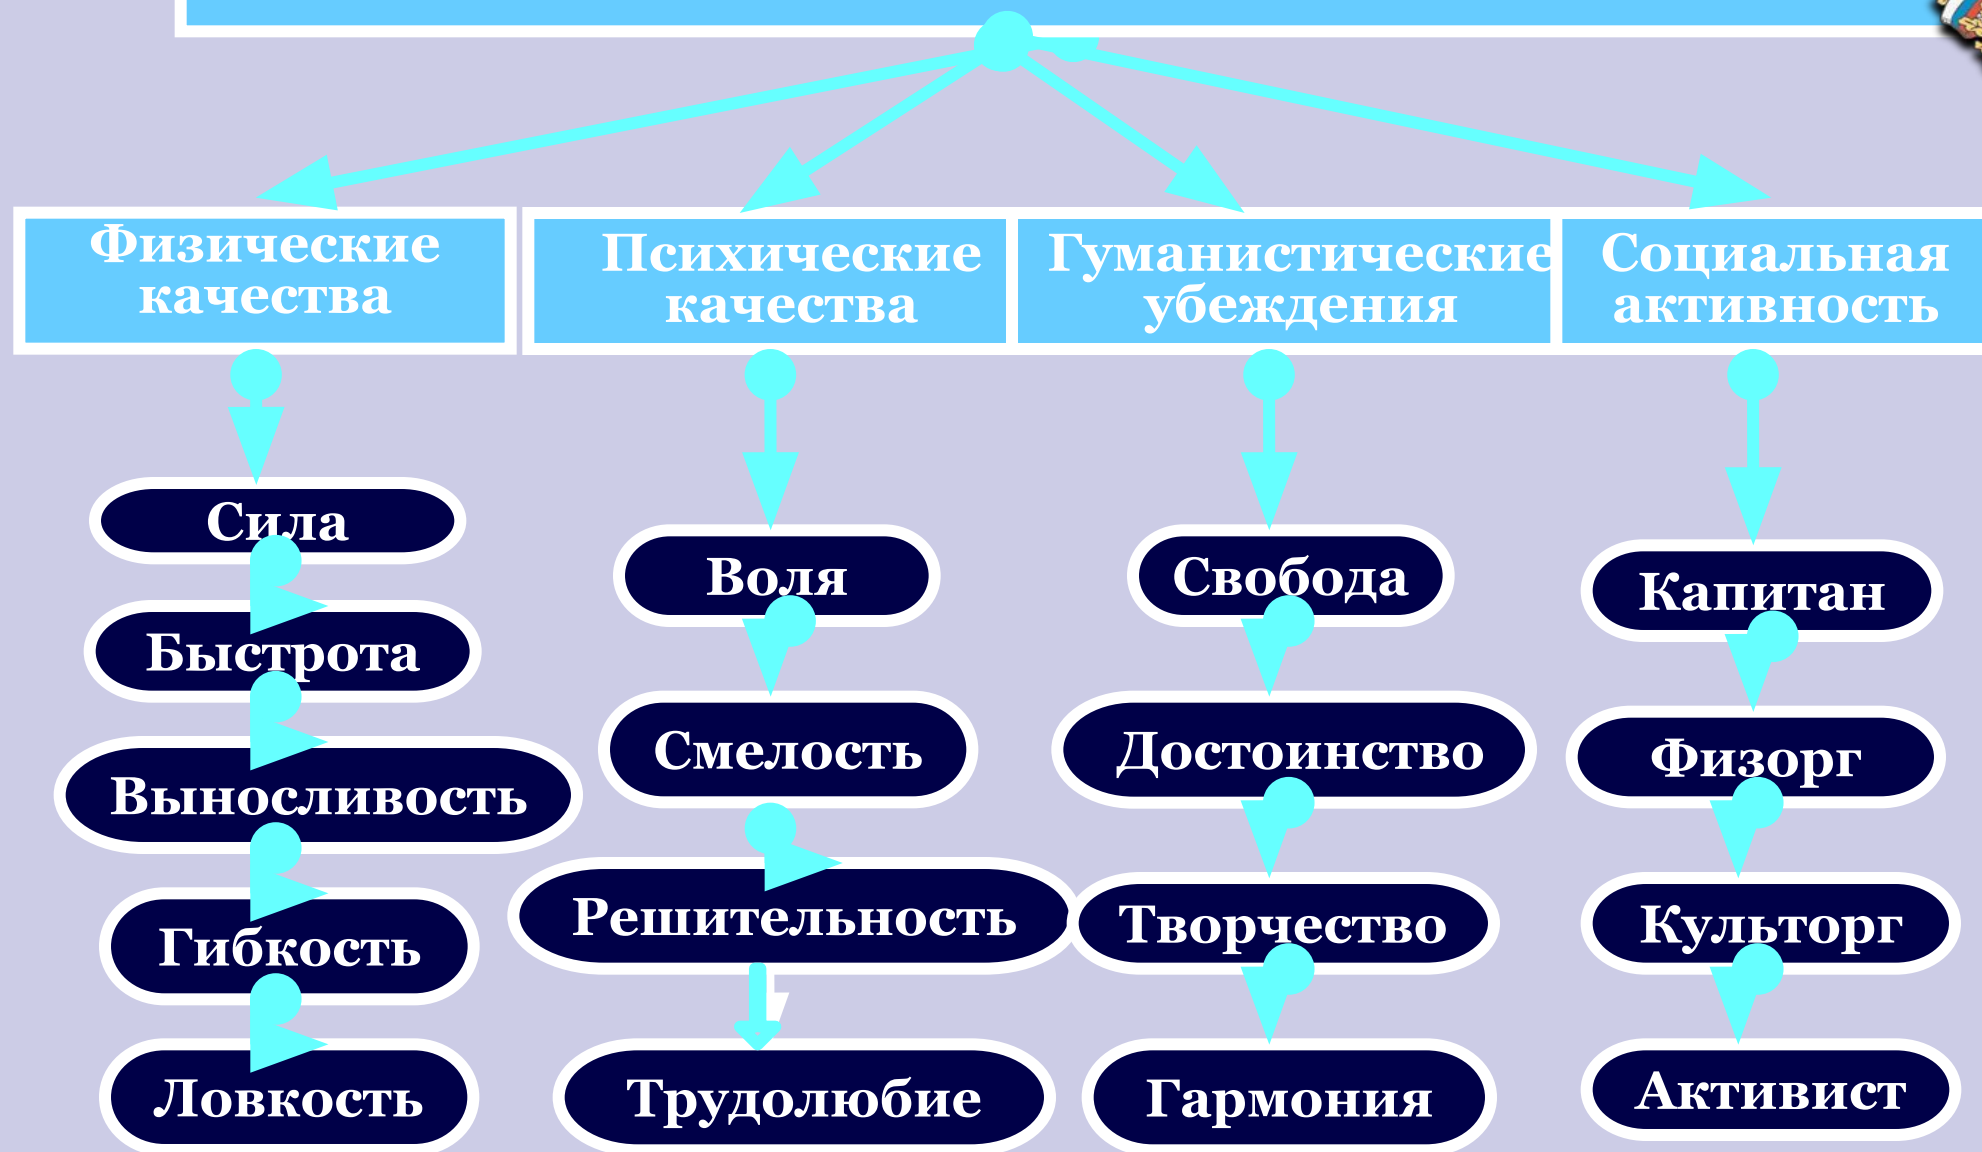 Физические
качества
Психические
качества
Гуманистические
убеждения
Социальная
активность
Сила
Быстрота
Выносливость
Гибкость
Ловкость
Воля
Смелость
Решительность
Трудолюбие
Свобода
Достоинство
Творчество
Гармония
Капитан
Физорг
Культорг
Активист